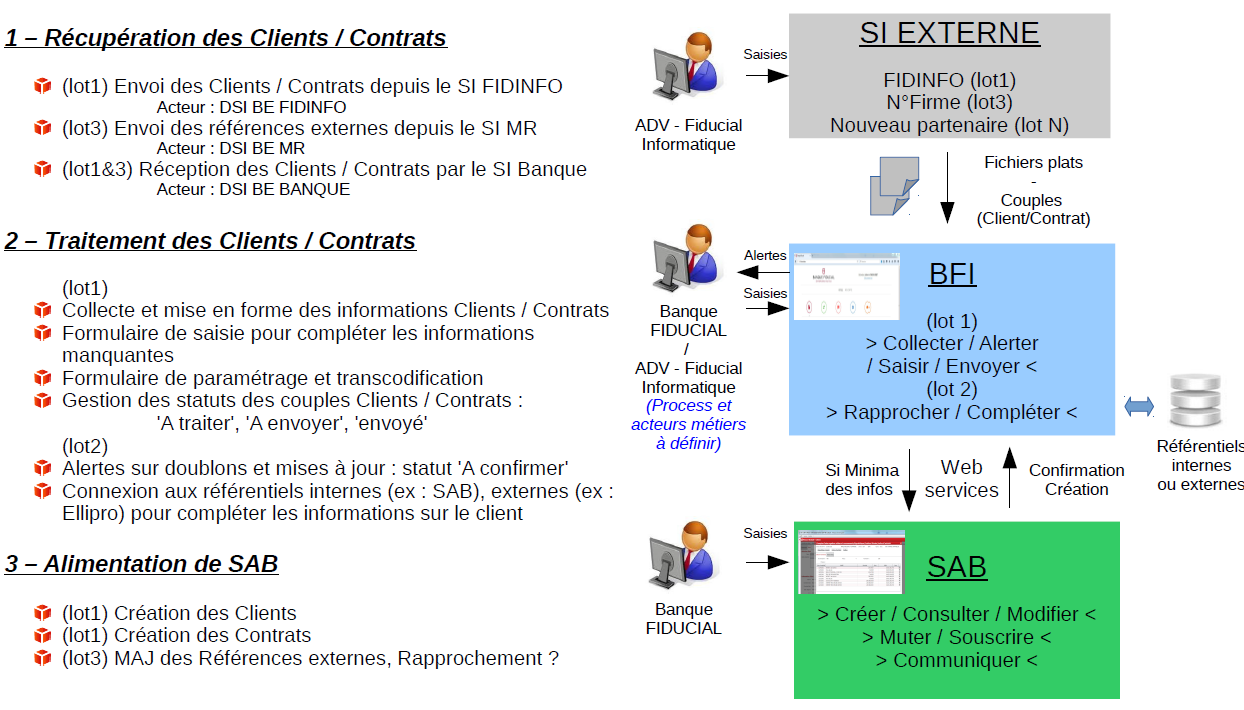 1 – Récupération des Clients / Contrats
(lot1) Envoi des Clients / Contrats depuis le SI FIDINFO
Acteur : DSI BE FIDINFO
(lot3) Envoi des références externes depuis le SI MR
Acteur : DSI BE MR
(lot1&3) Réception des Clients / Contrats par le SI Banque
Acteur : DSI BE BANQUE
2 – Traitement des Clients / Contrats
(lot1)
Collecte et mise en forme des informations Clients / Contrats
Formulaire de saisie pour compléter les informations
manquantes
Formulaire de paramétrage et transcodification
Gestion des statuts des couples Clients / Contrats :
'A traiter', 'A envoyer', 'envoyé'
(lot2)
Alertes sur doublons et mises à jour : statut 'A confirmer'
Connexion aux référentiels internes (ex : SAB), externes (ex :
Ellipro) pour compléter les informations sur le client
3 – Alimentation de SAB
(lot1) Création des Clients
(lot1) Création des Contrats
(lot3) MAJ des Références externes, Rapprochement ?
Saisies
ADV - Fiducial
Informatique
SI EXTERNE
FIDINFO (lot1)
N°Firme (lot3)
Nouveau partenaire (lot N)
Fichiers plats
-
Couples
(Client/Contrat)
Alertes
Saisies
Banque
FIDUCIAL
/
ADV - Fiducial
Informatique
(Process et
acteurs métiers
à définir)
BFI
(lot 1)
> Collecter / Alerter
/ Saisir / Envoyer <
(lot 2)
> Rapprocher / Compléter <
Référentiels
internes
ou externes
Si Minima
des infos
Web
services
Confirmation
Création
Saisies
Banque
FIDUCIAL
SAB
> Créer / Consulter / Modifier <
> Muter / Souscrire <
> Communiquer <